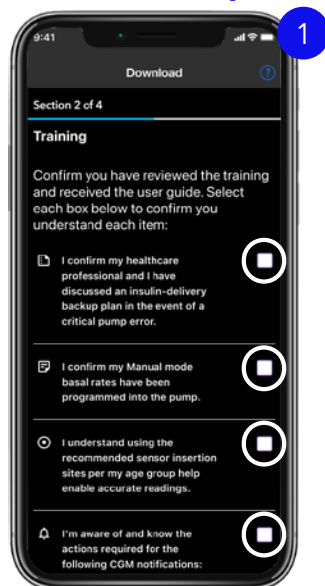 1
9:41
Download
?
Section 2 of 4
Training
Confirm you have reviewed the training
and received the user guide. Select
each box below to confirm you
understand each item:
I confirm my healthcare
professional and I have
discussed an insulin-delivery
backup plan in the event of a
critical pump error.
I confirm my Manual mode
basal rates have been
programmed into the pump.
I understand using the
recommended sensor insertion
sites per my age group help
enable accurate readings.
I'm aware of and know the
actions required for the
following CGM notifications: